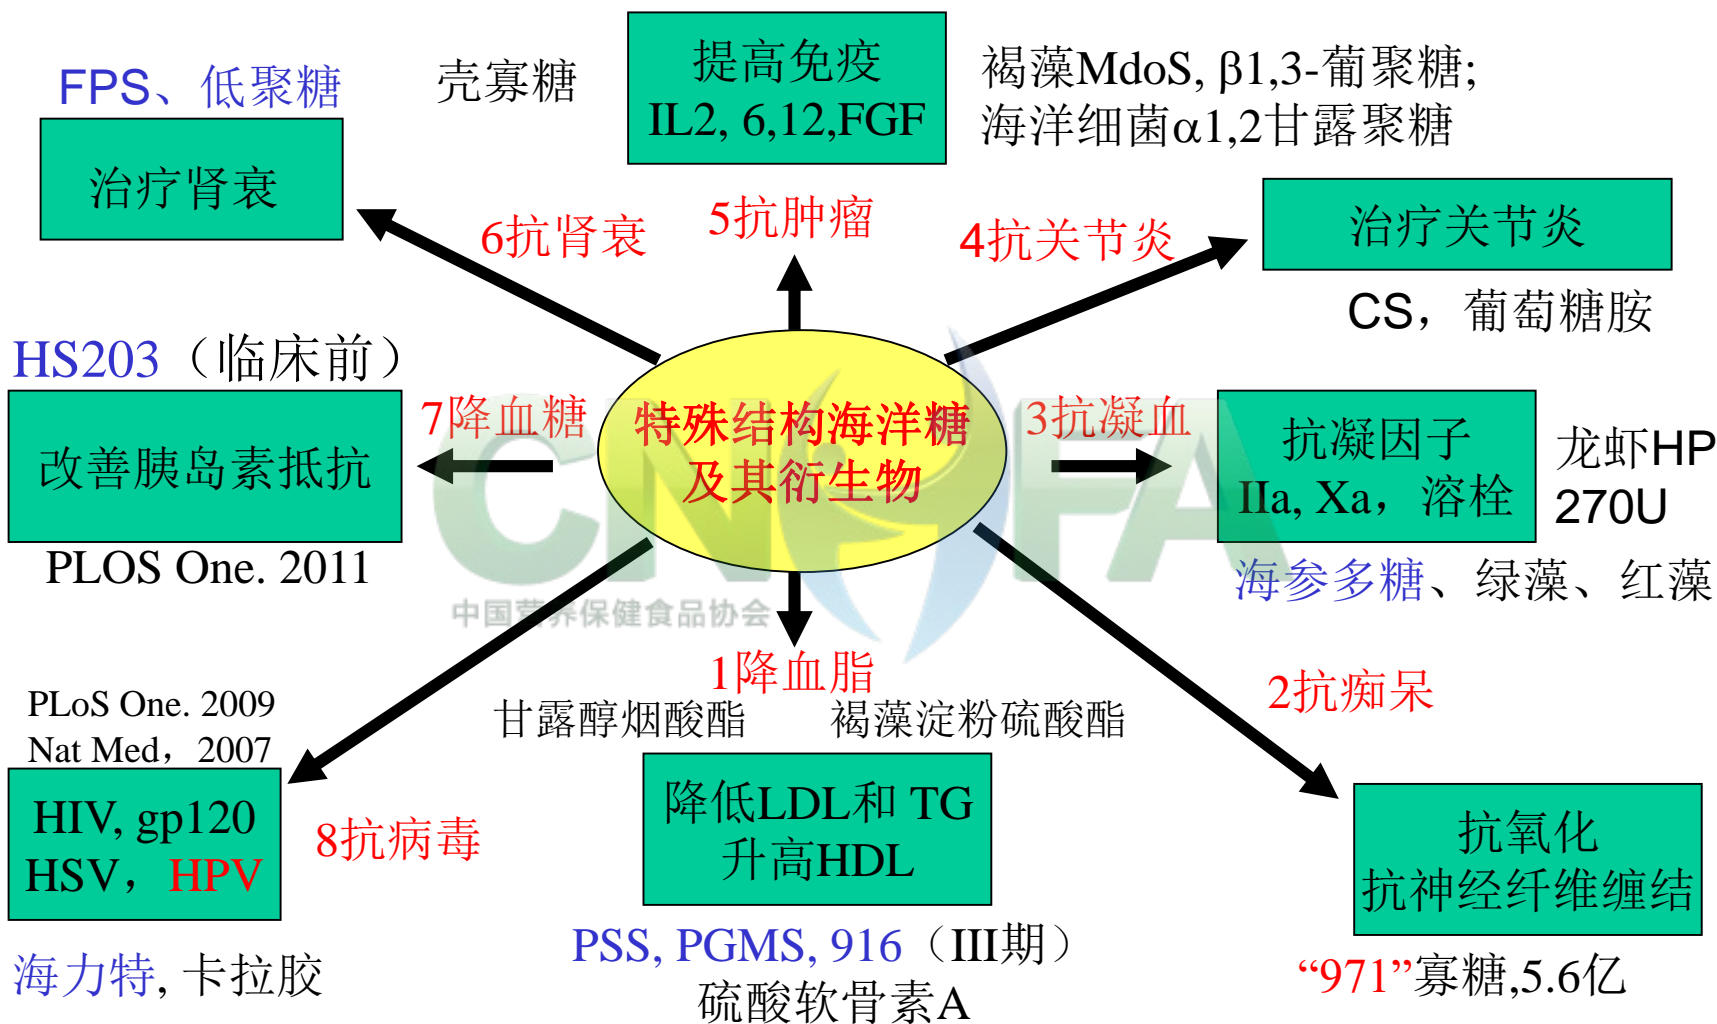 FPS、低聚糖
壳寡糖
提高免疫
IL2, 6,12,FGF
褐藻MdoS, β1,3-葡聚糖;
海洋细菌α1,2甘露聚糖
治疗肾衰
6抗肾衰
5抗肿瘤
4抗关节炎
治疗关节炎
CS，葡萄糖胺
HS203（临床前）
7降血糖
改善胰岛素抵抗
PLOS One. 2011
特殊结构海洋糖
及其衍生物
3抗凝血
抗凝因子
IIa, Xa，溶栓
龙虾HP
270U
海参多糖、绿藻、红藻
CNHFA
中国营养保健食品协会
1降血脂
2抗痴呆
甘露醇烟酸酯
褐藻淀粉硫酸酯
PLoS One. 2009
Nat Med，2007
HIV, gp120
HSV，HPV
8抗病毒
降低LDL和 TG
升高HDL
抗氧化
抗神经纤维缠结
海力特, 卡拉胶
PSS, PGMS, 916（III期）
硫酸软骨素A
“971”寡糖,5.6亿